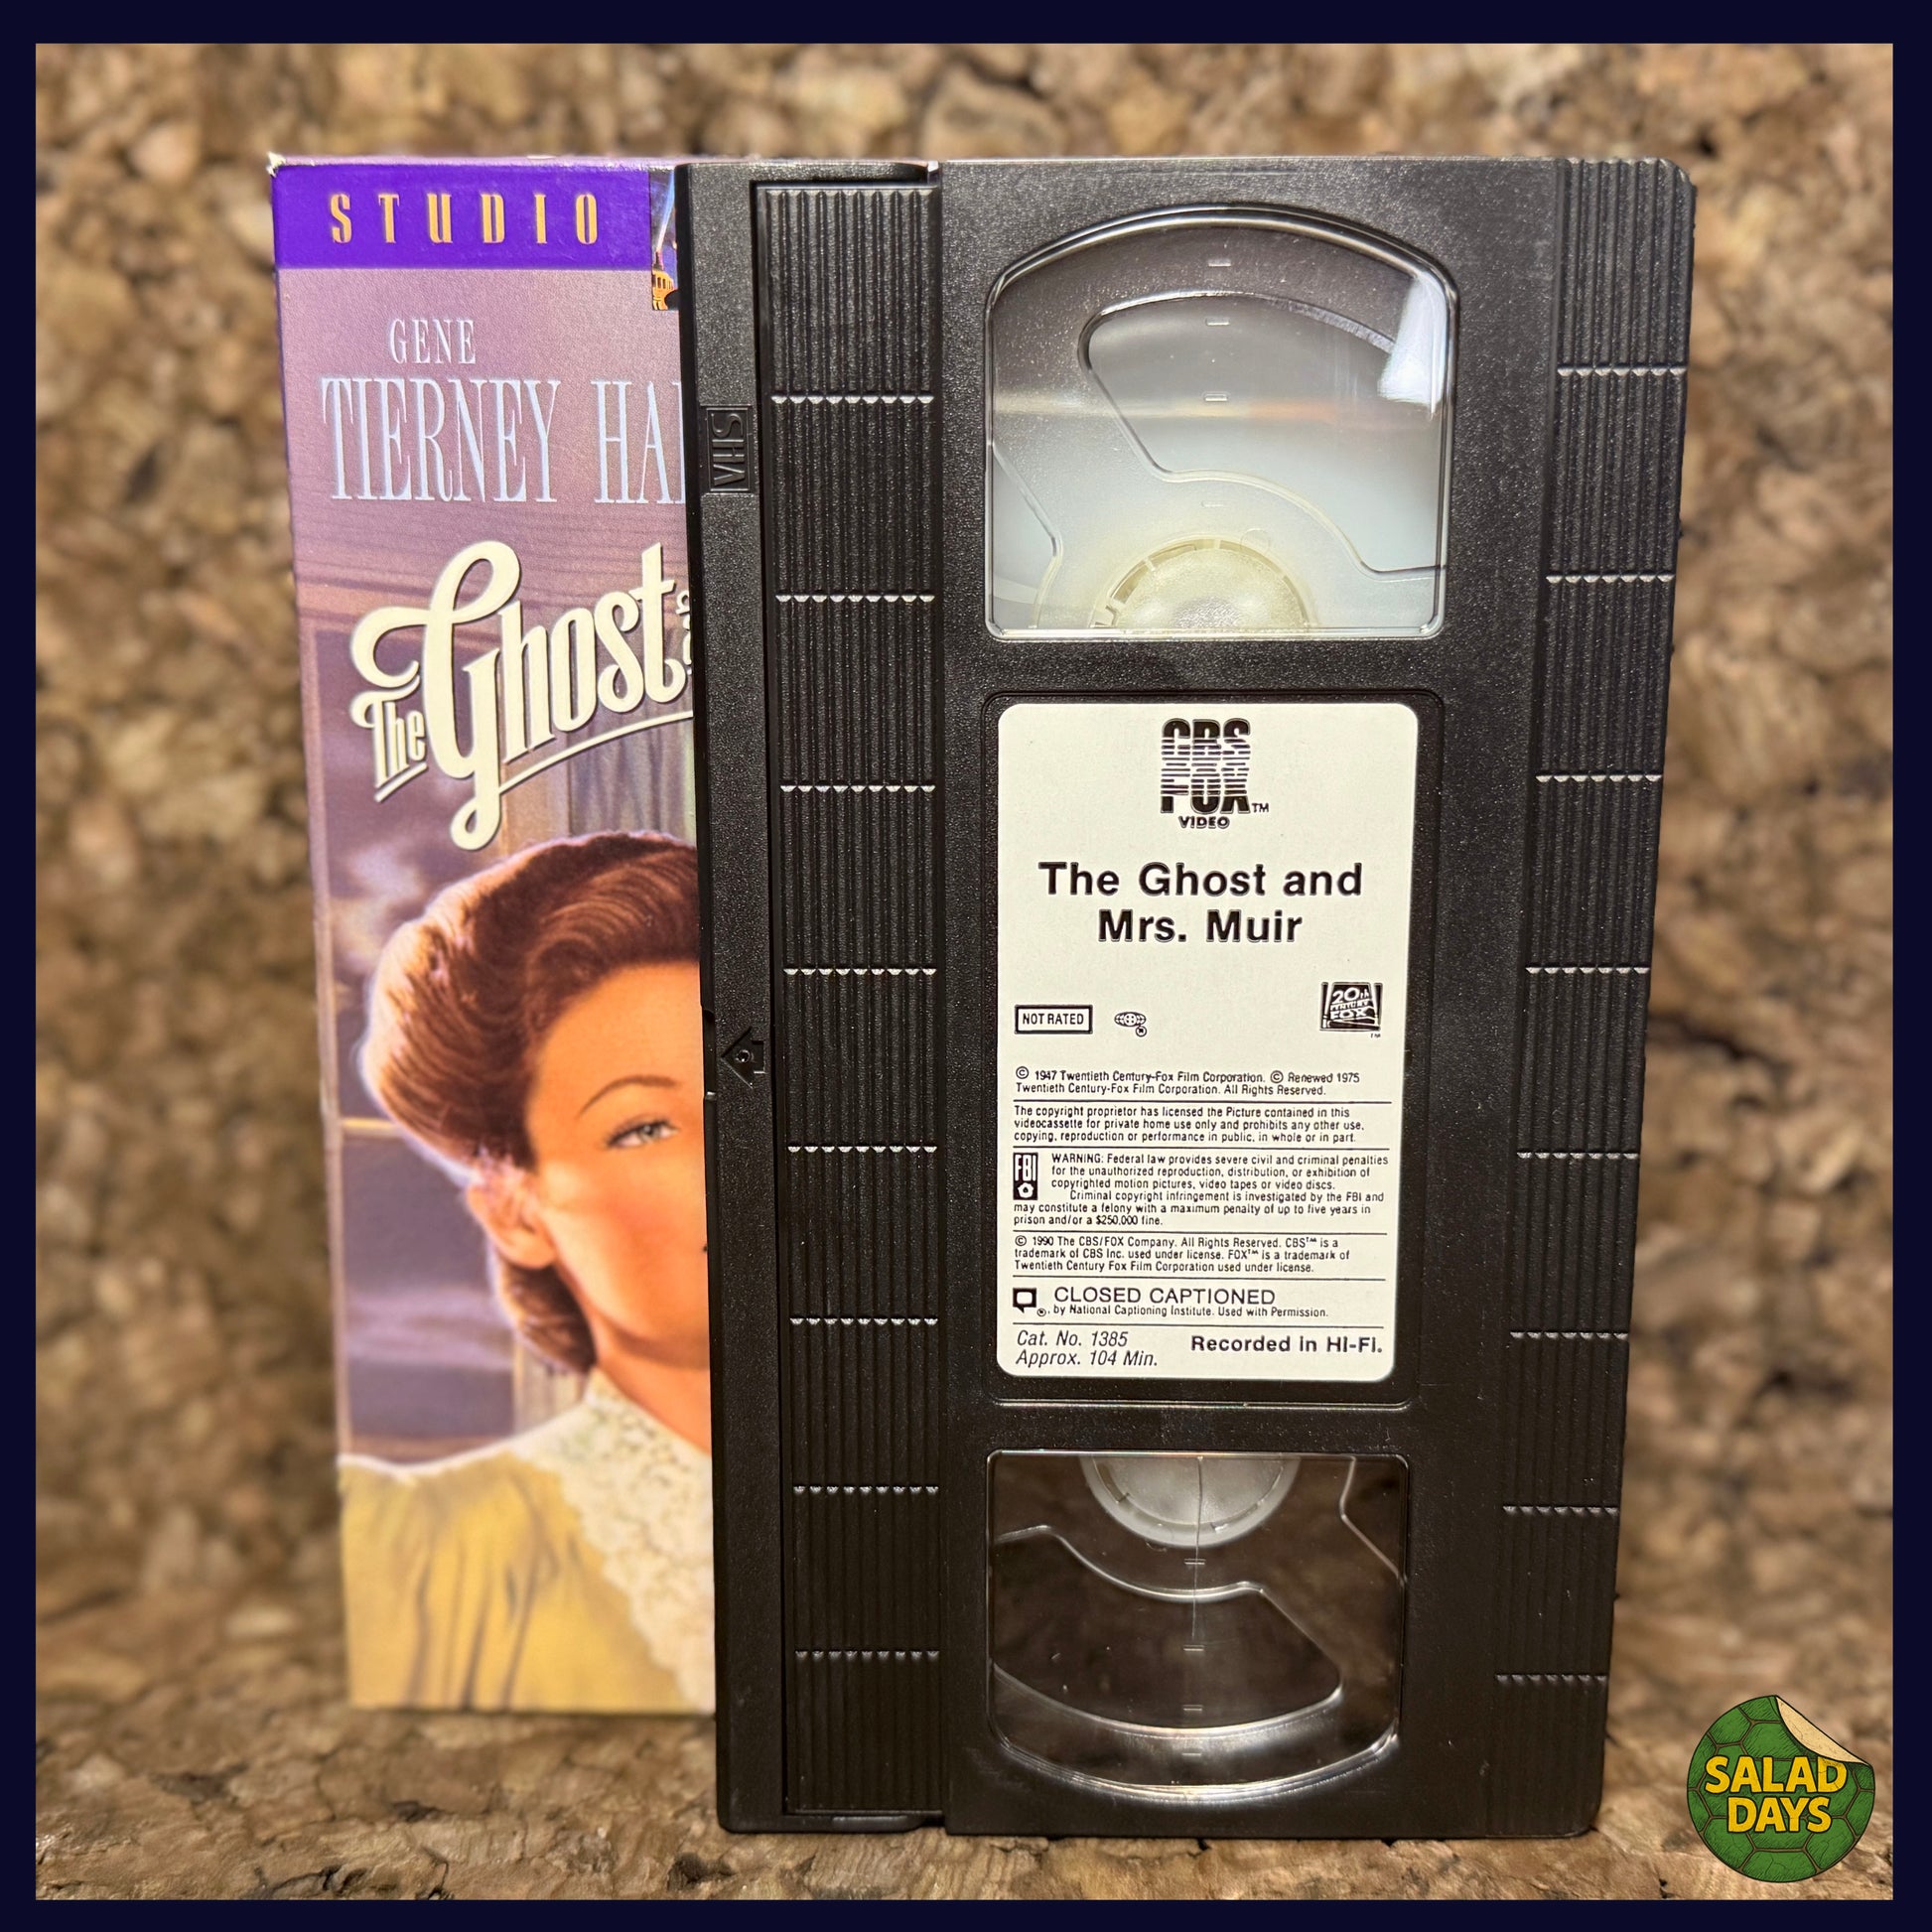 STUDIO
GENE
TIERNEY HAR
The Ghost
VHS
CBS
FOX™
VIDEO
The Ghost and
Mrs. Muir
NOT RATED
20th
CENTURY
FOX
TM
© 1947 Twentieth Century-Fox Film Corporation. © Renewed 1975
Twentieth Century-Fox Film Corporation. All Rights Reserved.
The copyright proprietor has licensed the Picture contained in this
videocassette for private home use only and prohibits any other use,
copying, reproduction or performance in public, in whole or in part.
FBI
WARNING: Federal law provides severe civil and criminal penalties
for the unauthorized reproduction, distribution, or exhibition of
copyrighted motion pictures, video tapes or video discs.
Criminal copyright infringement is investigated by the FBI and
may constitute a felony with a maximum penalty of up to five years in
prison and/or a $250,000 fine.
© 1990 The CBS/FOX Company. All Rights Reserved. CBS™ is a
trademark of CBS Inc. used under license. FOX™ is a trademark of
Twentieth Century Fox Film Corporation used under license.
CLOSED CAPTIONED
®, by National Captioning Institute. Used with Permission.
Cat. No. 1385
Approx. 104 Min.
Recorded in Hi-Fi.
SALAD
DAYS